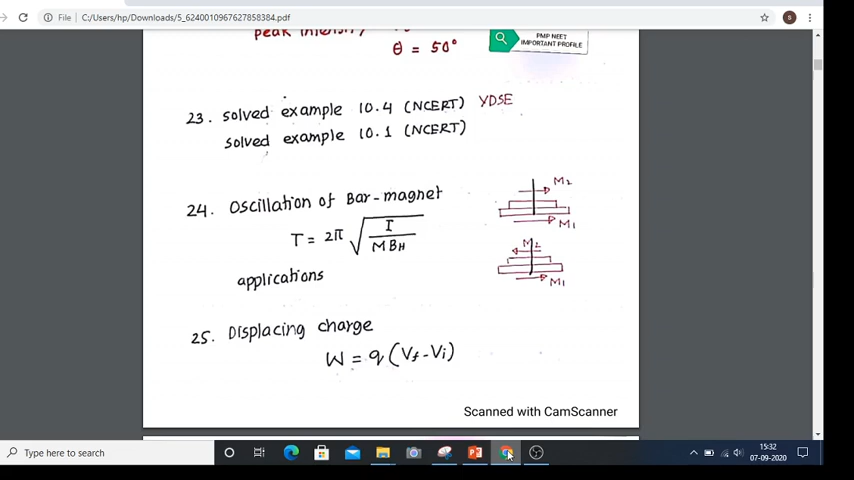 File
C:/Users/hp/Downloads/5_6240010967627858384.pdf
s
peak intensity
θ = 50°
PMP NEET
IMPORTANT PROFILE
23. solved example 10.4 (NCERT) YDSE
solved example 10.1 (NCERT)
24. Oscillation of Bar-magnet
T = 2π √ I / MBH
M2
M1
M2
M1
applications
25. Displacing charge
W = q (Vf - Vi)
Scanned with CamScanner
Type here to search
15:32
07-09-2020